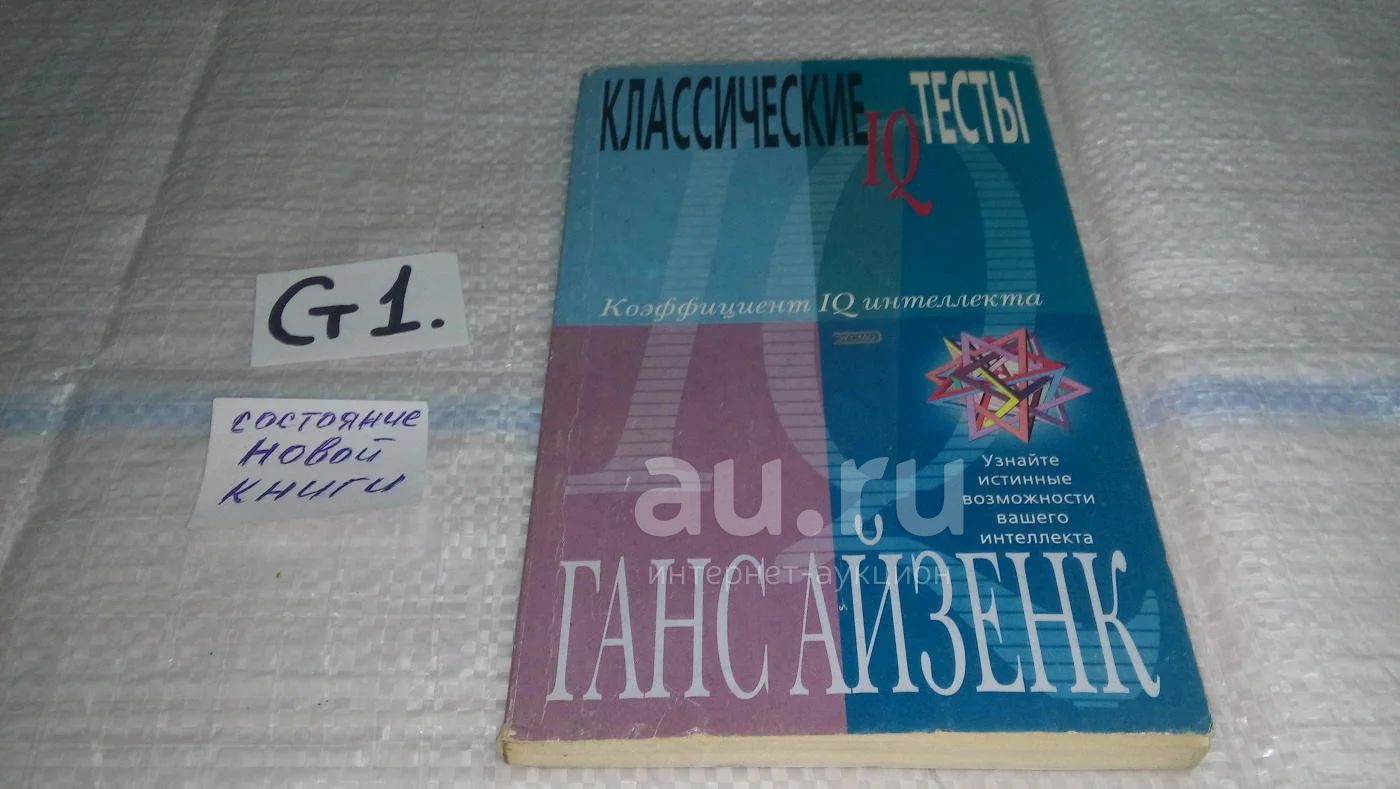 КЛАССИЧЕСКИЕ IQ ТЕСТЫ
Коэффициент IQ интеллекта
ЭКСМО
Узнайте
истинные
возможности
вашего
интеллекта
ГАНС АЙЗЕНК
G1.
состояние
новой
книги
au.ru
интернет-аукцион